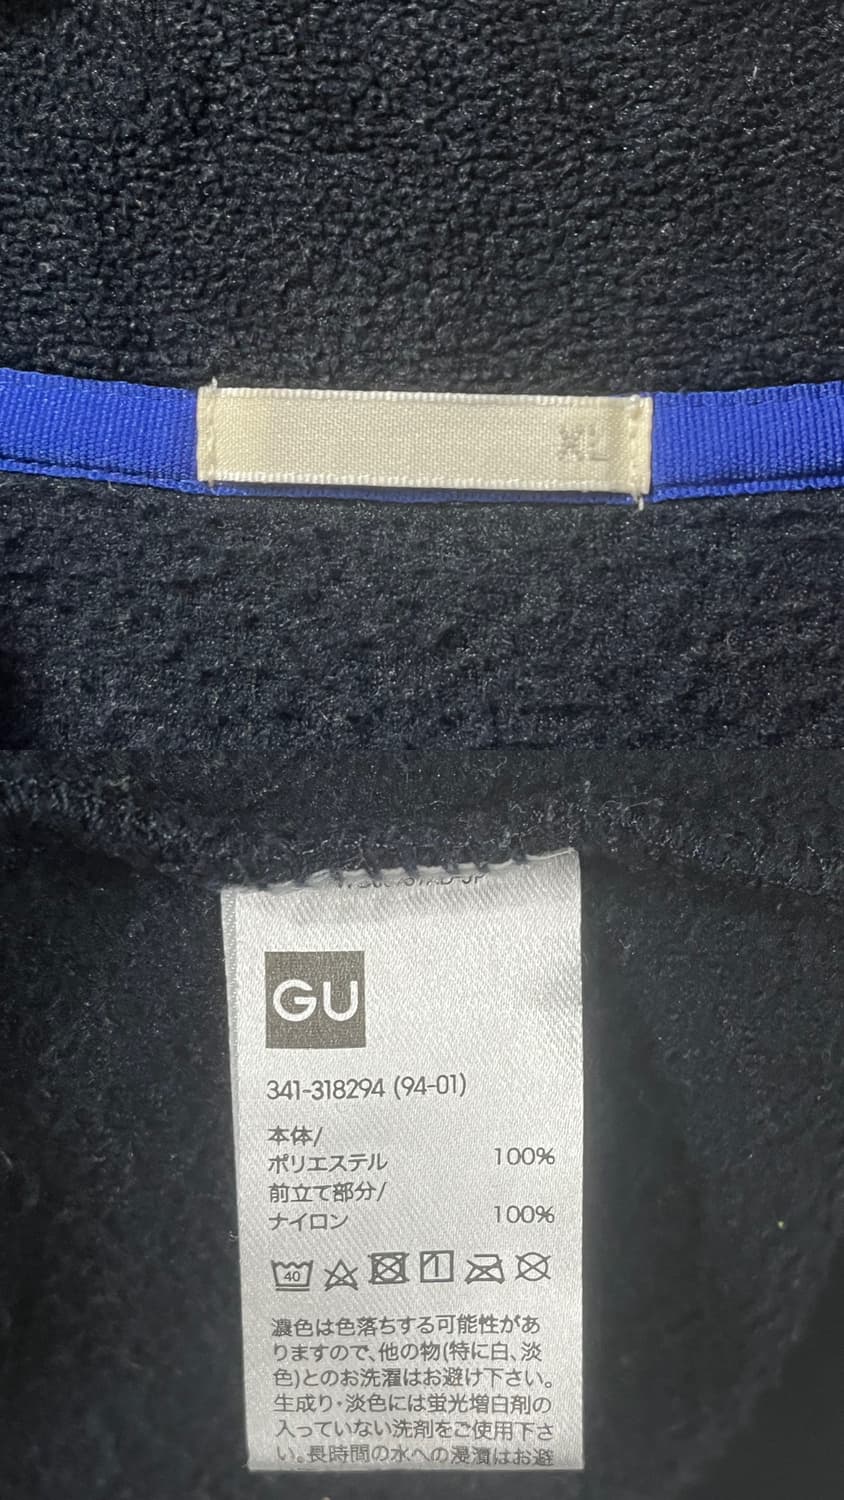 XL
GU
341-318294 (94-01)
本体/
ポリエステル 100%
前立て部分/
ナイロン 100%
40
濃色は色落ちする可能性があ
りますので、他の物(特に白、淡
色)とのお洗濯はお避け下さい。
生成り・淡色には蛍光増白剤の
入っていない洗剤をご使用下さ
い。長時間の水への浸漬はお避